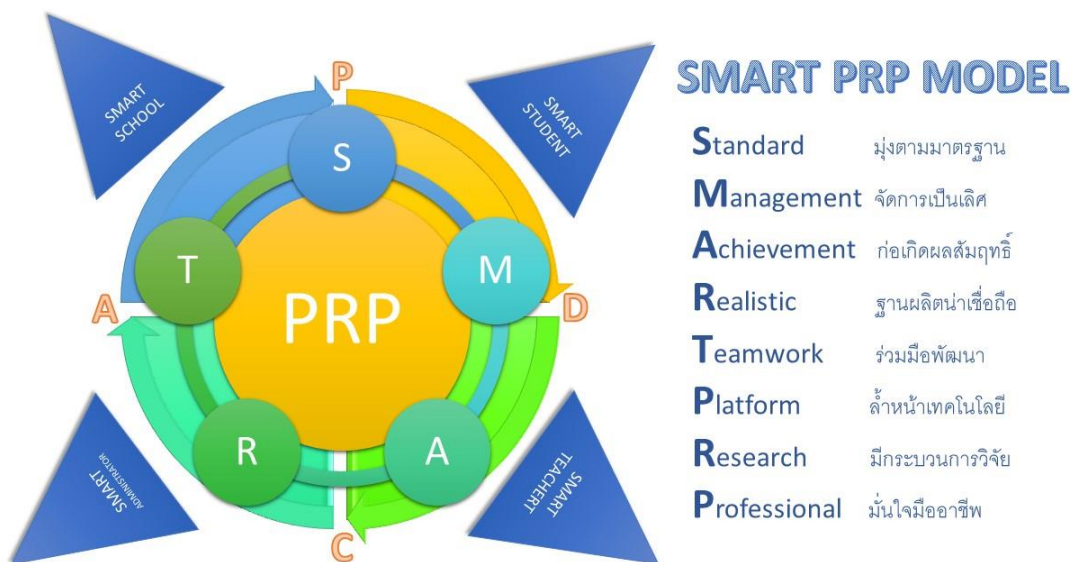 SMART
SCHOOL
P
SMART
STUDENT
S
T
M
PRP
A
D
R
A
C
SMART
ADMINISTRATOR
SMART
TEACHERT
SMART PRP MODEL
Standard มุ่งตามมาตรฐาน
Management จัดการเป็นเลิศ
Achievement ก่อเกิดผลสัมฤทธิ์
Realistic ฐานผลิตน่าเชื่อถือ
Teamwork ร่วมมือพัฒนา
Platform ล้ำหน้าเทคโนโลยี
Research มีกระบวนการวิจัย
Professional มั่นใจมืออาชีพ